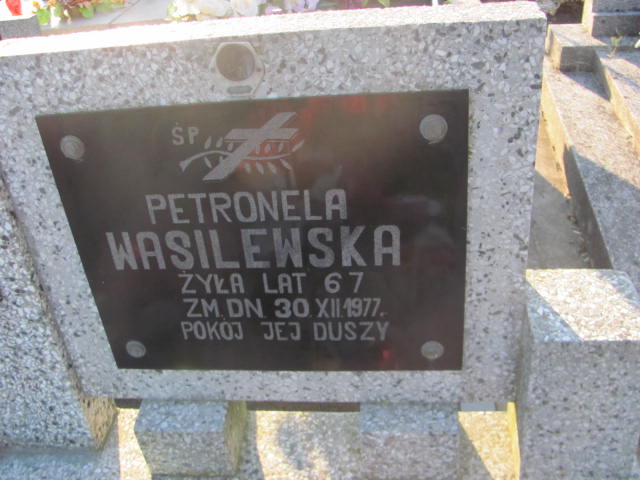 ŚP
PETRONELA
WASILEWSKA
ŻYŁA LAT 67
ZM. DN. 30. XII.1977.
POKÓJ JEJ DUSZY